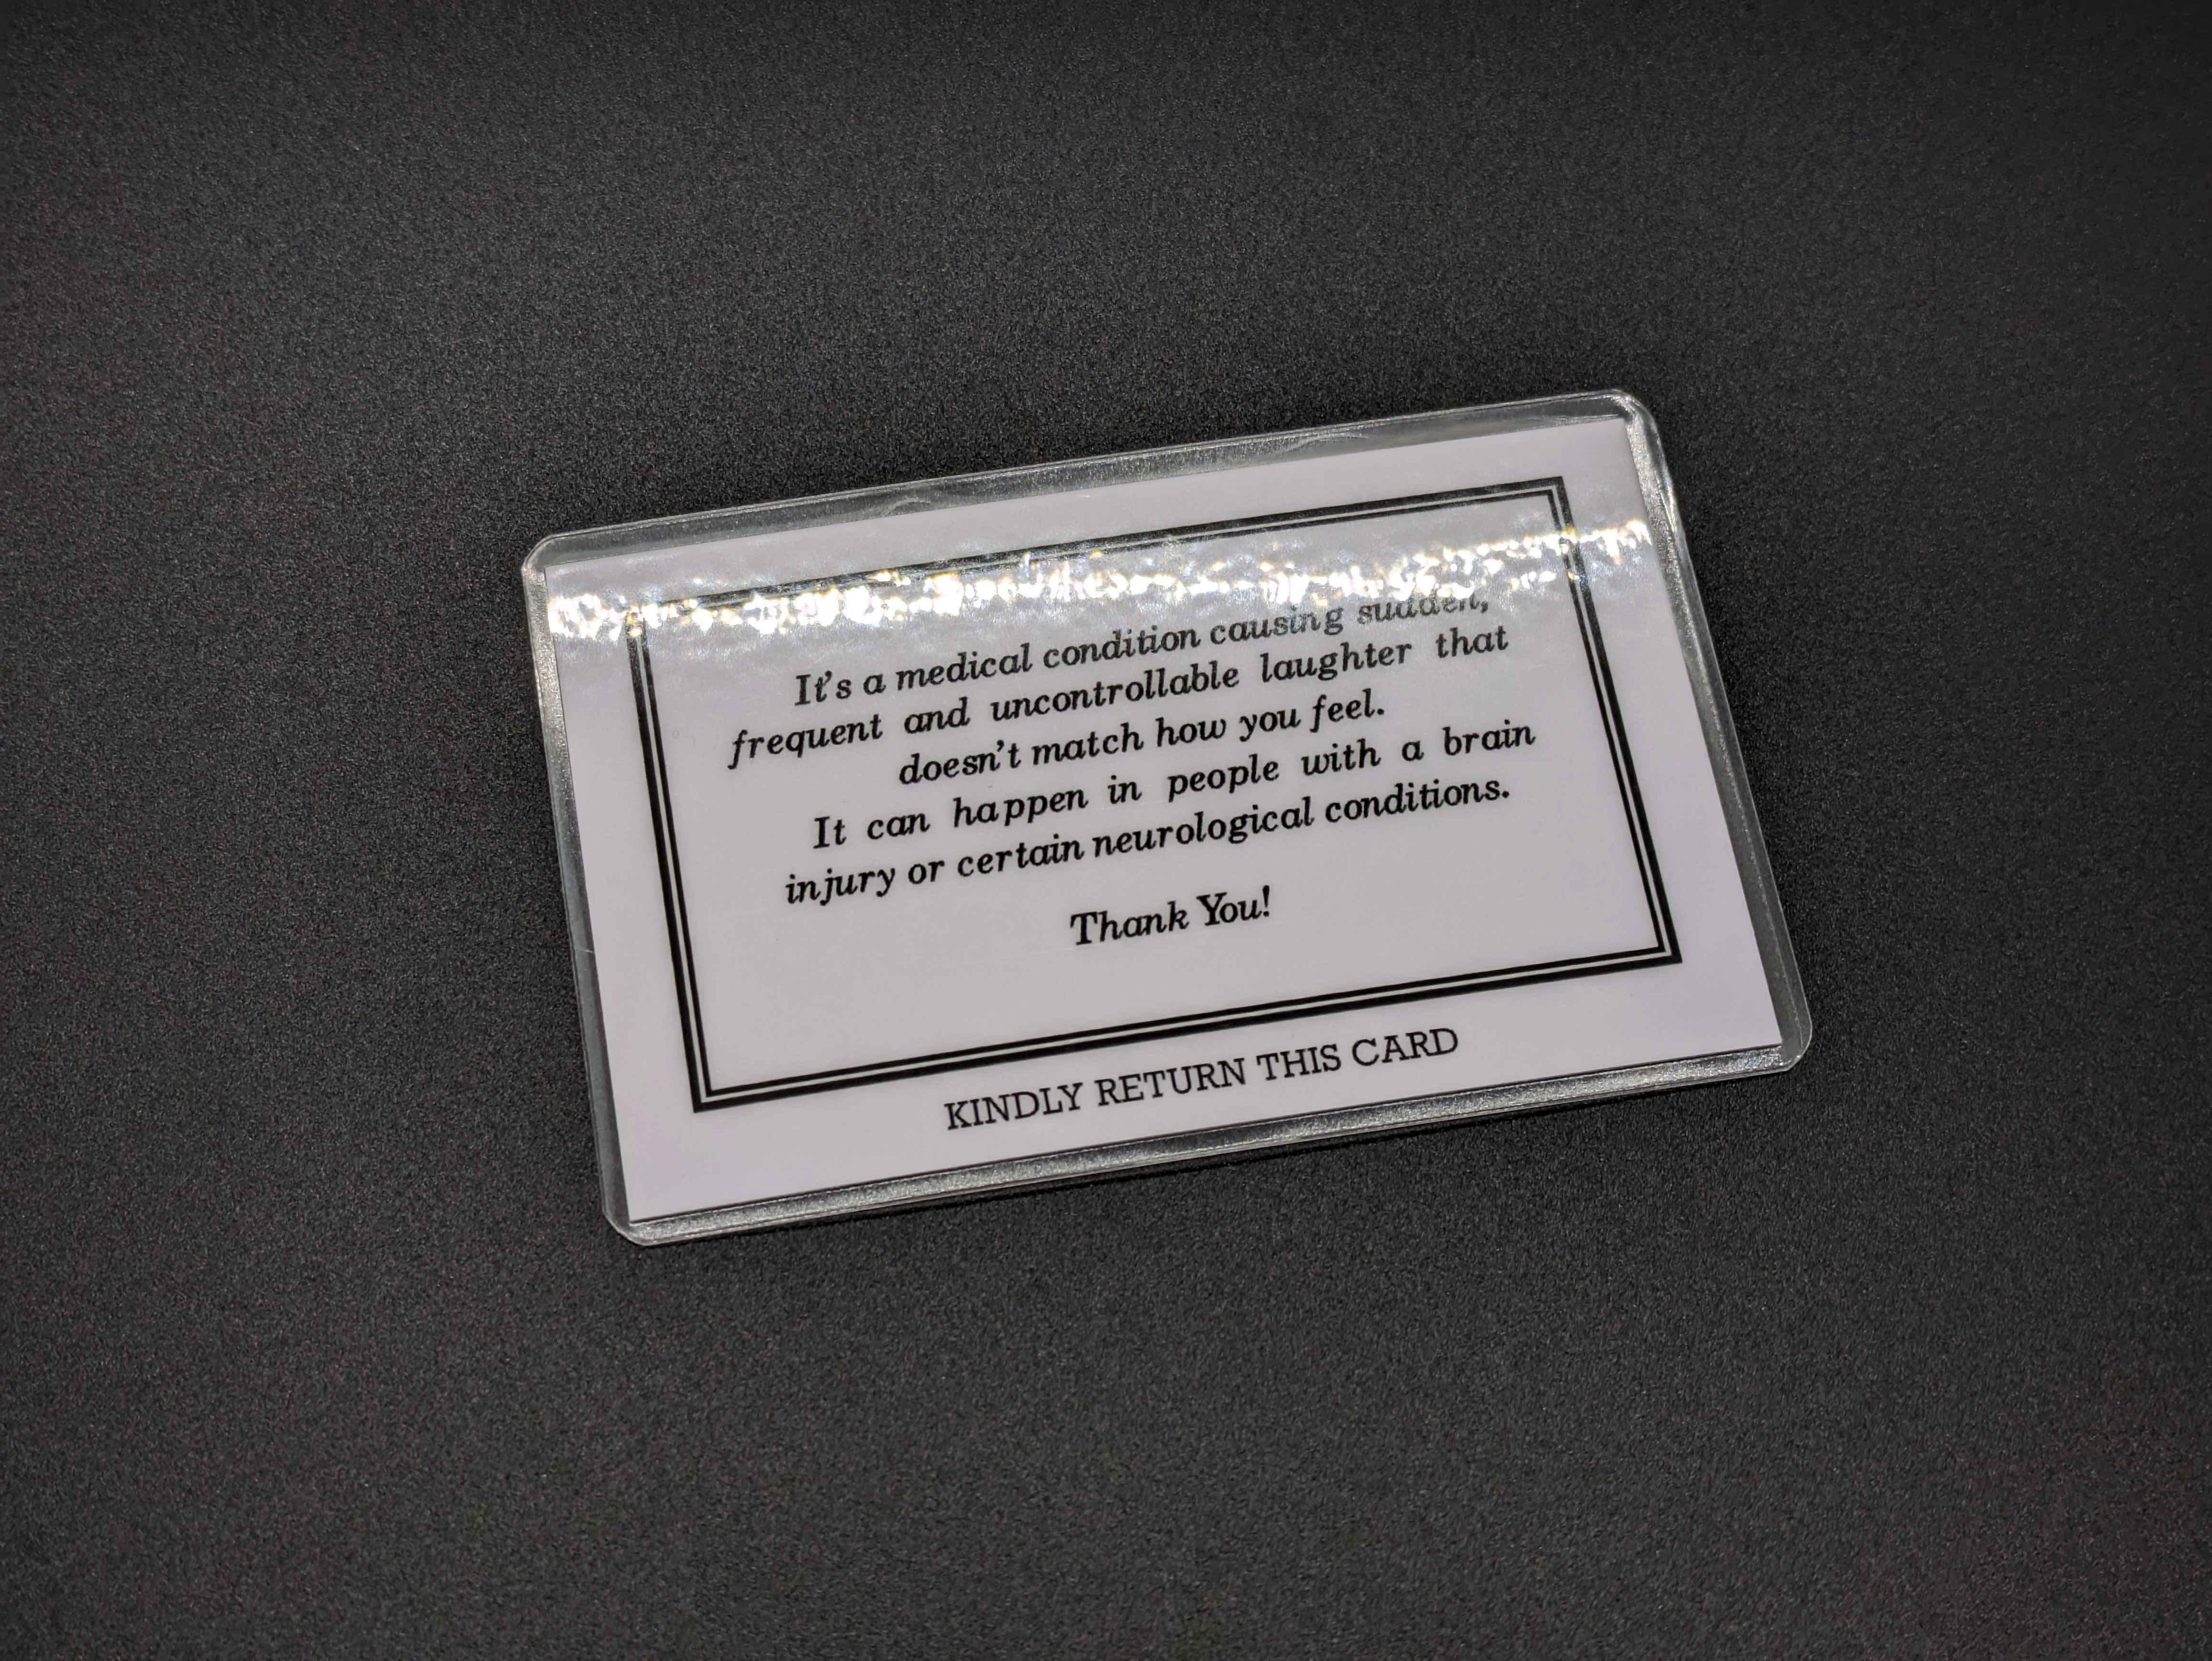 It's a medical condition causing sudden,
frequent and uncontrollable laughter that
doesn't match how you feel.
It can happen in people with a brain
injury or certain neurological conditions.
Thank You!
KINDLY RETURN THIS CARD